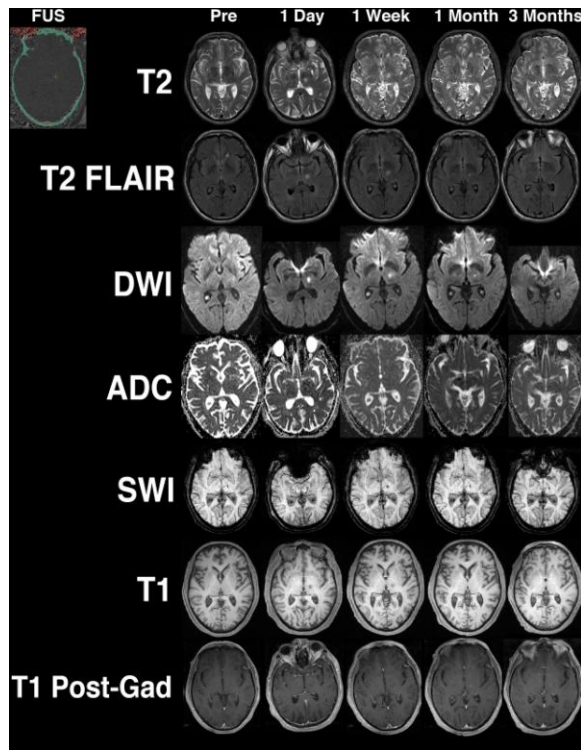 FUS Pre 1 Day 1 Week 1 Month 3 Months
T2
T2 FLAIR
DWI
ADC
SWI
T1
T1 Post-Gad